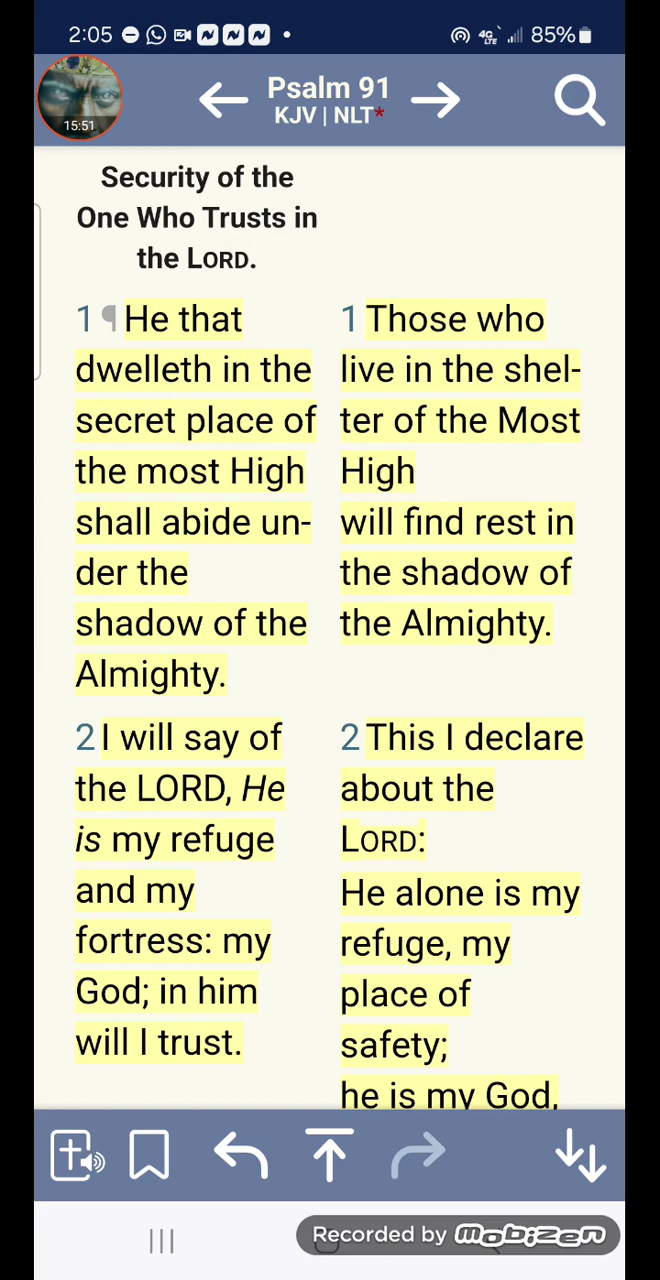 2:05
4G LTE
85%
15:51
Psalm 91
KJV | NLT*
Security of the
One Who Trusts in
the LORD.
1 ¶ He that
dwelleth in the
secret place of
the most High
shall abide un-
der the
shadow of the
Almighty.
2 I will say of
the LORD, He
is my refuge
and my
fortress: my
God; in him
will I trust.
1 Those who
live in the shel-
ter of the Most
High
will find rest in
the shadow of
the Almighty.
2 This I declare
about the
LORD:
He alone is my
refuge, my
place of
safety;
he is my God,
Recorded by mobizen